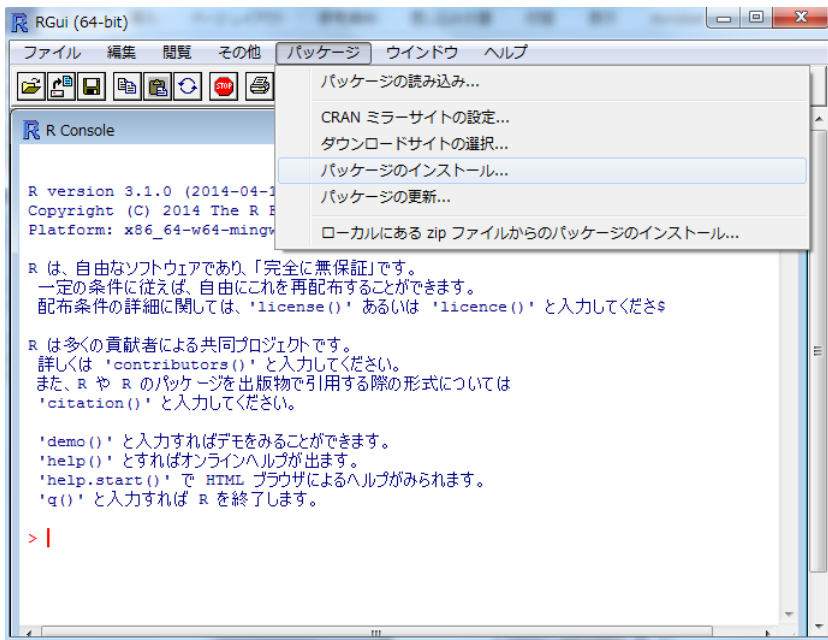 RGui (64-bit)
ファイル 編集 閲覧 その他 パッケージ ウインドウ ヘルプ
STOP
パッケージの読み込み...
CRAN ミラーサイトの設定...
ダウンロードサイトの選択...
パッケージのインストール...
パッケージの更新...
ローカルにある zip ファイルからのパッケージのインストール...
R Console
R version 3.1.0 (2014-04-1
Copyright (C) 2014 The R
Platform: x86_64-w64-mingw
R は、自由なソフトウェアであり、「完全に無保証」です。
一定の条件に従えば、自由にこれを再配布することができます。
配布条件の詳細に関しては、'license()' あるいは 'licence()' と入力してくださ$
R は多くの貢献者による共同プロジェクトです。
詳しくは 'contributors()' と入力してください。
また、R や R のパッケージを出版物で引用する際の形式については
'citation()' と入力してください。
'demo()' と入力すればデモをみることができます。
'help()' とすればオンラインヘルプが出ます。
'help.start()' で HTML ブラウザによるヘルプがみられます。
'q()' と入力すれば R を終了します。
>